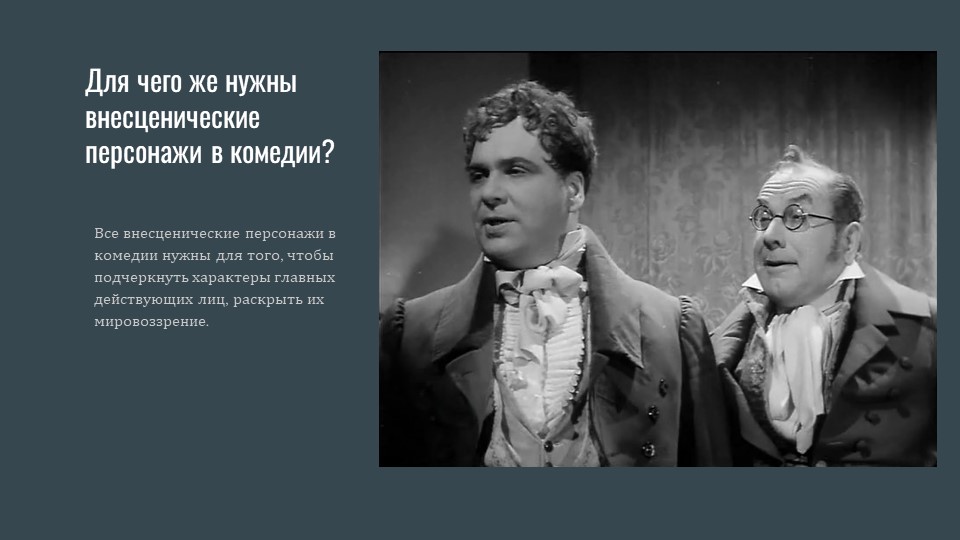 Для чего же нужны
внесценические
персонажи в комедии?
Все внесценические персонажи в
комедии нужны для того, чтобы
подчеркнуть характеры главных
действующих лиц, раскрыть их
мировоззрение.